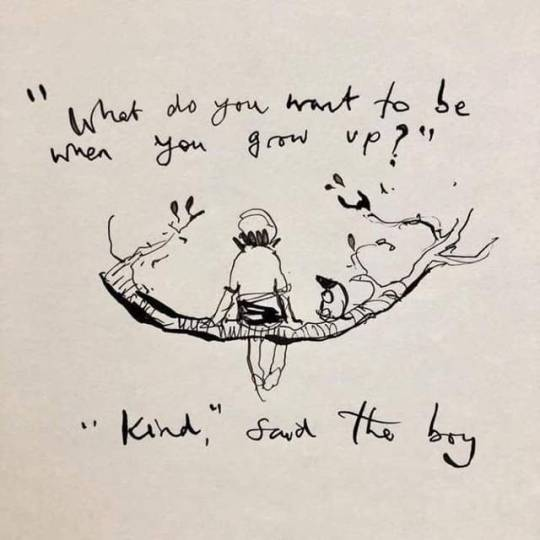 "What do you want to be
when you grow up?"
"Kind," said the boy